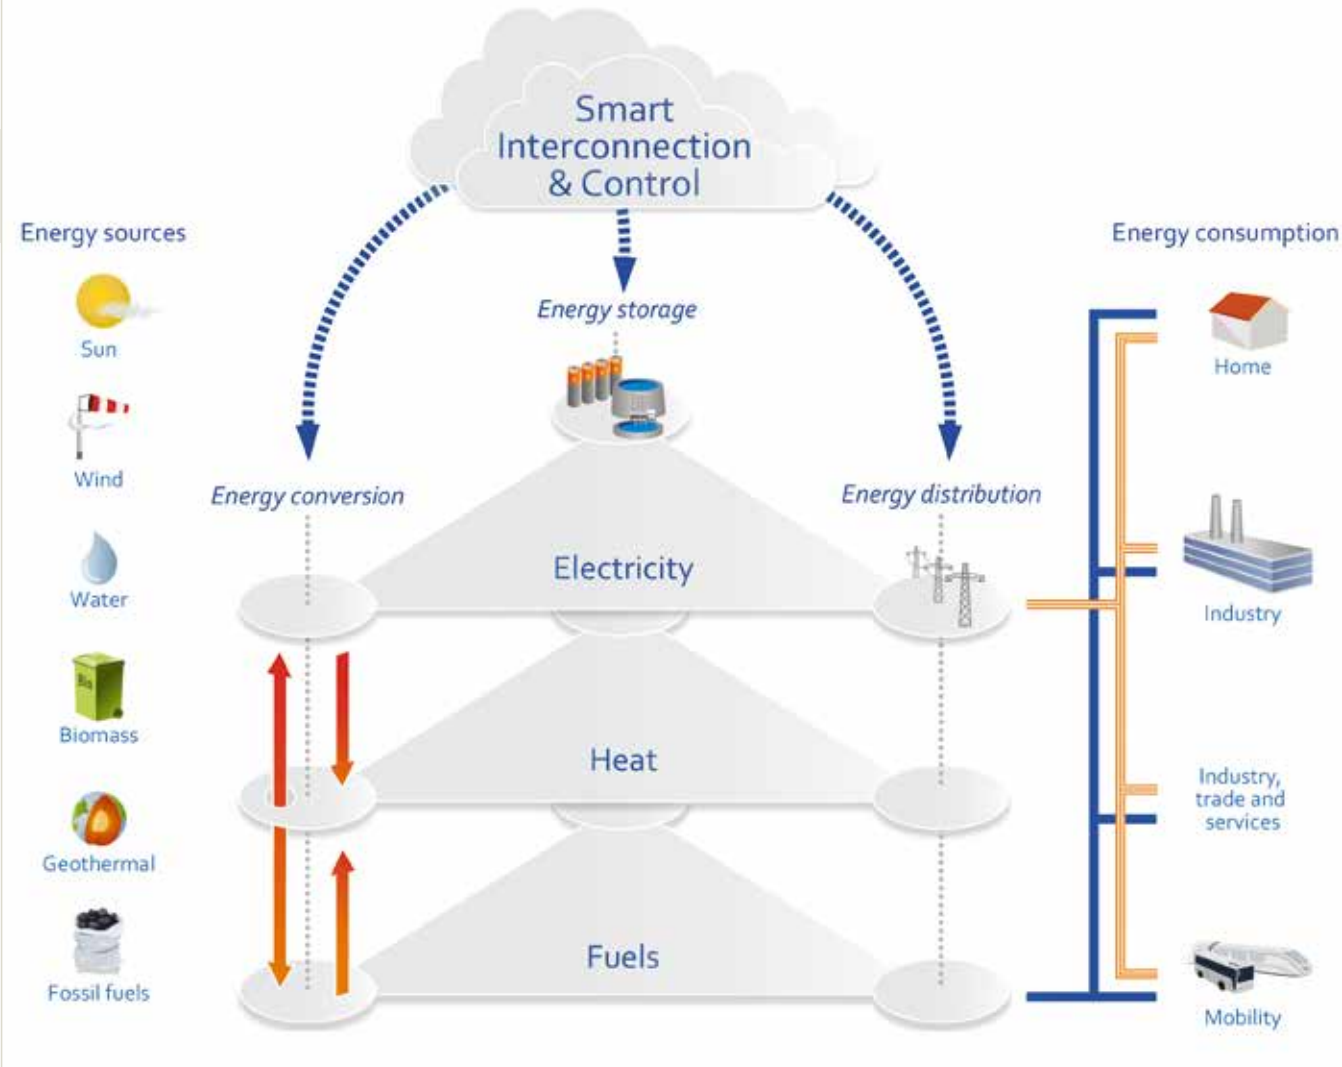 Smart
Interconnection
& Control
Energy sources
Sun
Wind
Water
Bio
Biomass
Geothermal
Fossil fuels
Energy storage
Energy conversion
Energy distribution
Electricity
Heat
Fuels
Energy consumption
Home
Industry
Industry,
trade and
services
Mobility